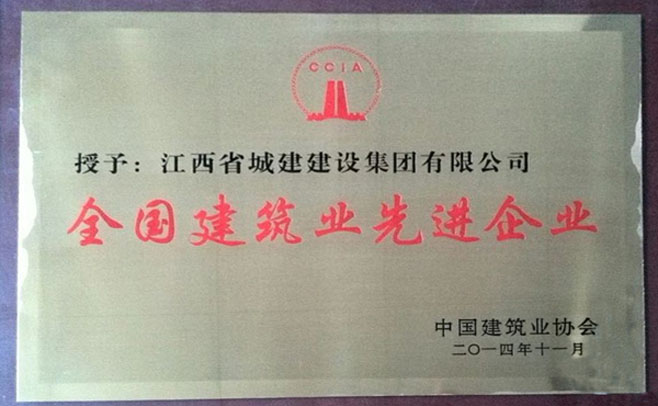 CCIA
授予：江西省城建建设集团有限公司
全国建筑业先进企业
中国建筑业协会
二〇一四年十一月